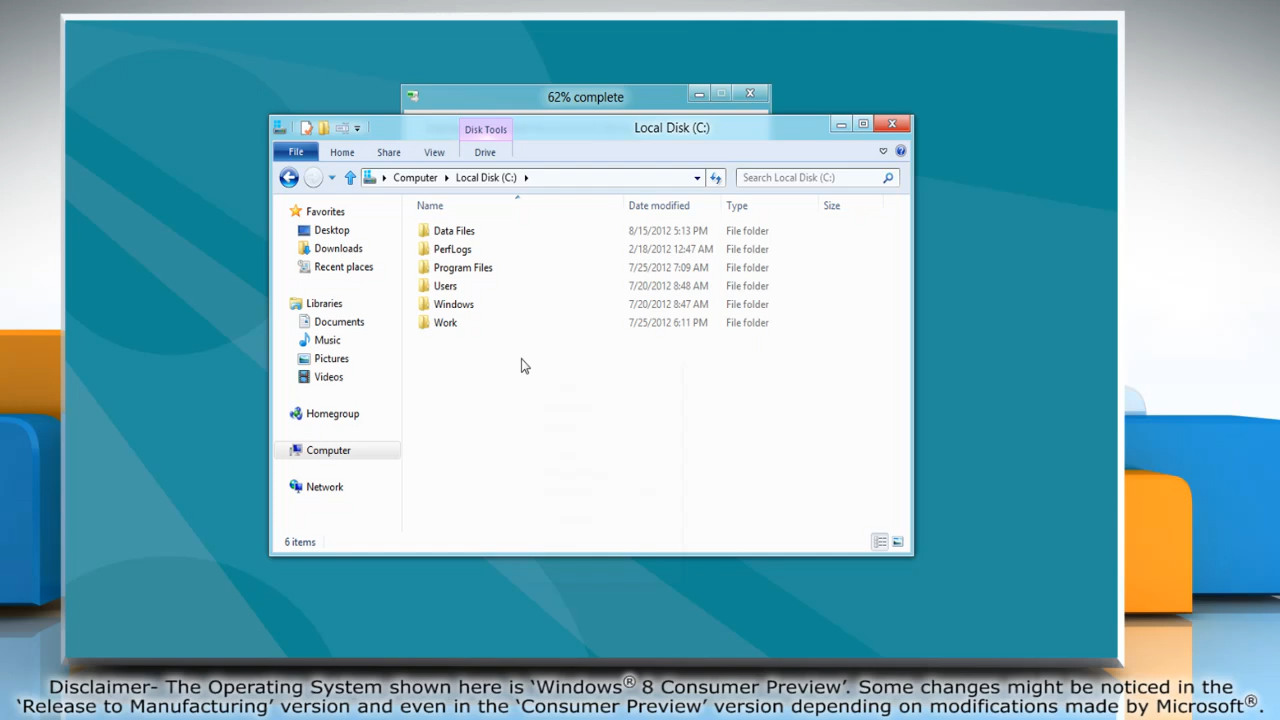 62% complete
Disk Tools
Local Disk (C:)
File Home Share View Drive
Computer Local Disk (C:)
Search Local Disk (C:)
Name Date modified Type Size
Favorites
Desktop
Downloads
Recent places
Libraries
Documents
Music
Pictures
Videos
Homegroup
Computer
Network
Data Files 8/15/2012 5:13 PM File folder
PerfLogs 2/18/2012 12:47 AM File folder
Program Files 7/25/2012 7:09 AM File folder
Users 7/20/2012 8:48 AM File folder
Windows 7/20/2012 8:47 AM File folder
Work 7/25/2012 6:11 PM File folder
6 items
Disclaimer- The Operating System shown here is ‘Windows® 8 Consumer Preview’. Some changes might be noticed in the
‘Release to Manufacturing’ version and even in the ‘Consumer Preview’ version depending on modifications made by Microsoft®.